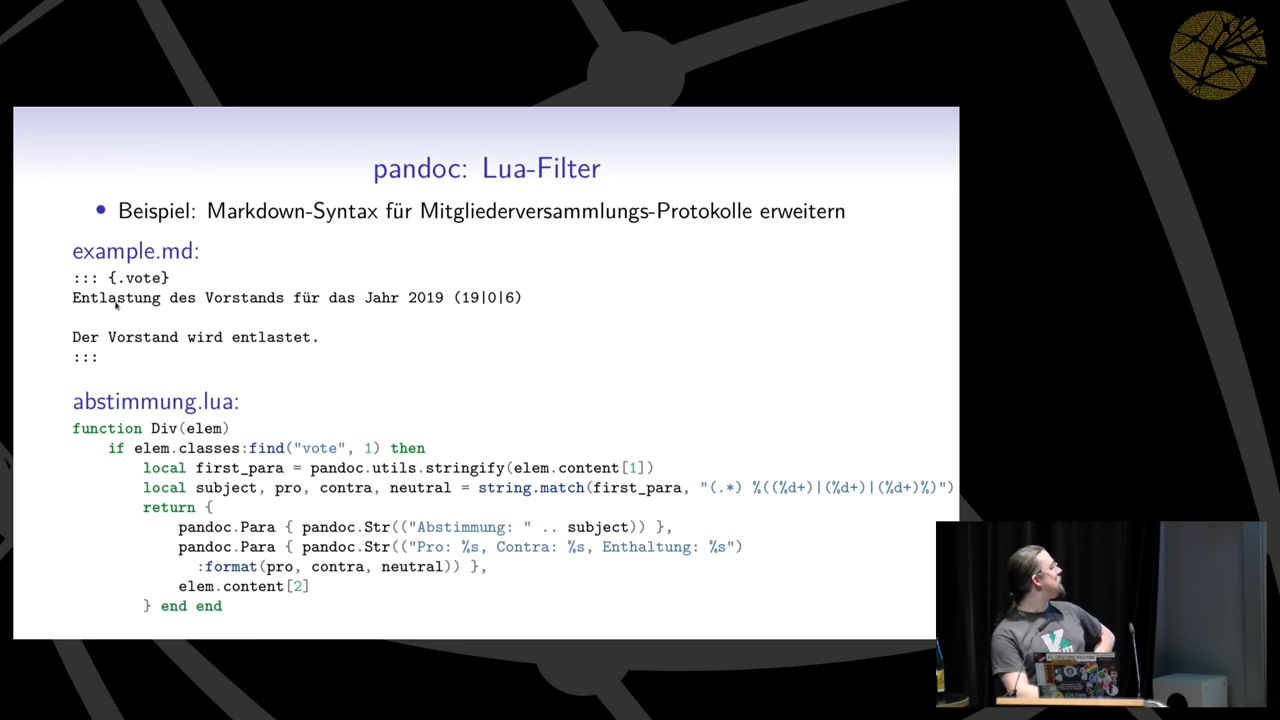 pandoc: Lua-Filter
• Beispiel: Markdown-Syntax für Mitgliederversammlungs-Protokolle erweitern
example.md:
::: {.vote}
Entlastung des Vorstands für das Jahr 2019 (19|0|6)
Der Vorstand wird entlastet.
:::
abstimmung.lua:
function Div(elem)
if elem.classes:find("vote", 1) then
local first_para = pandoc.utils.stringify(elem.content[1])
local subject, pro, contra, neutral = string.match(first_para, "(.*) %((%d+)|(%d+)|(%d+)%)")
return {
pandoc.Para { pandoc.Str(("Abstimmung: " .. subject)) },
pandoc.Para { pandoc.Str(("Pro: %s, Contra: %s, Enthaltung: %s")
:format(pro, contra, neutral)) },
elem.content[2]
} end end